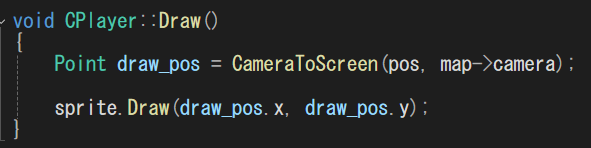 void CPlayer::Draw()
{
Point draw_pos = CameraToScreen(pos, map->camera);
sprite.Draw(draw_pos.x, draw_pos.y);
}